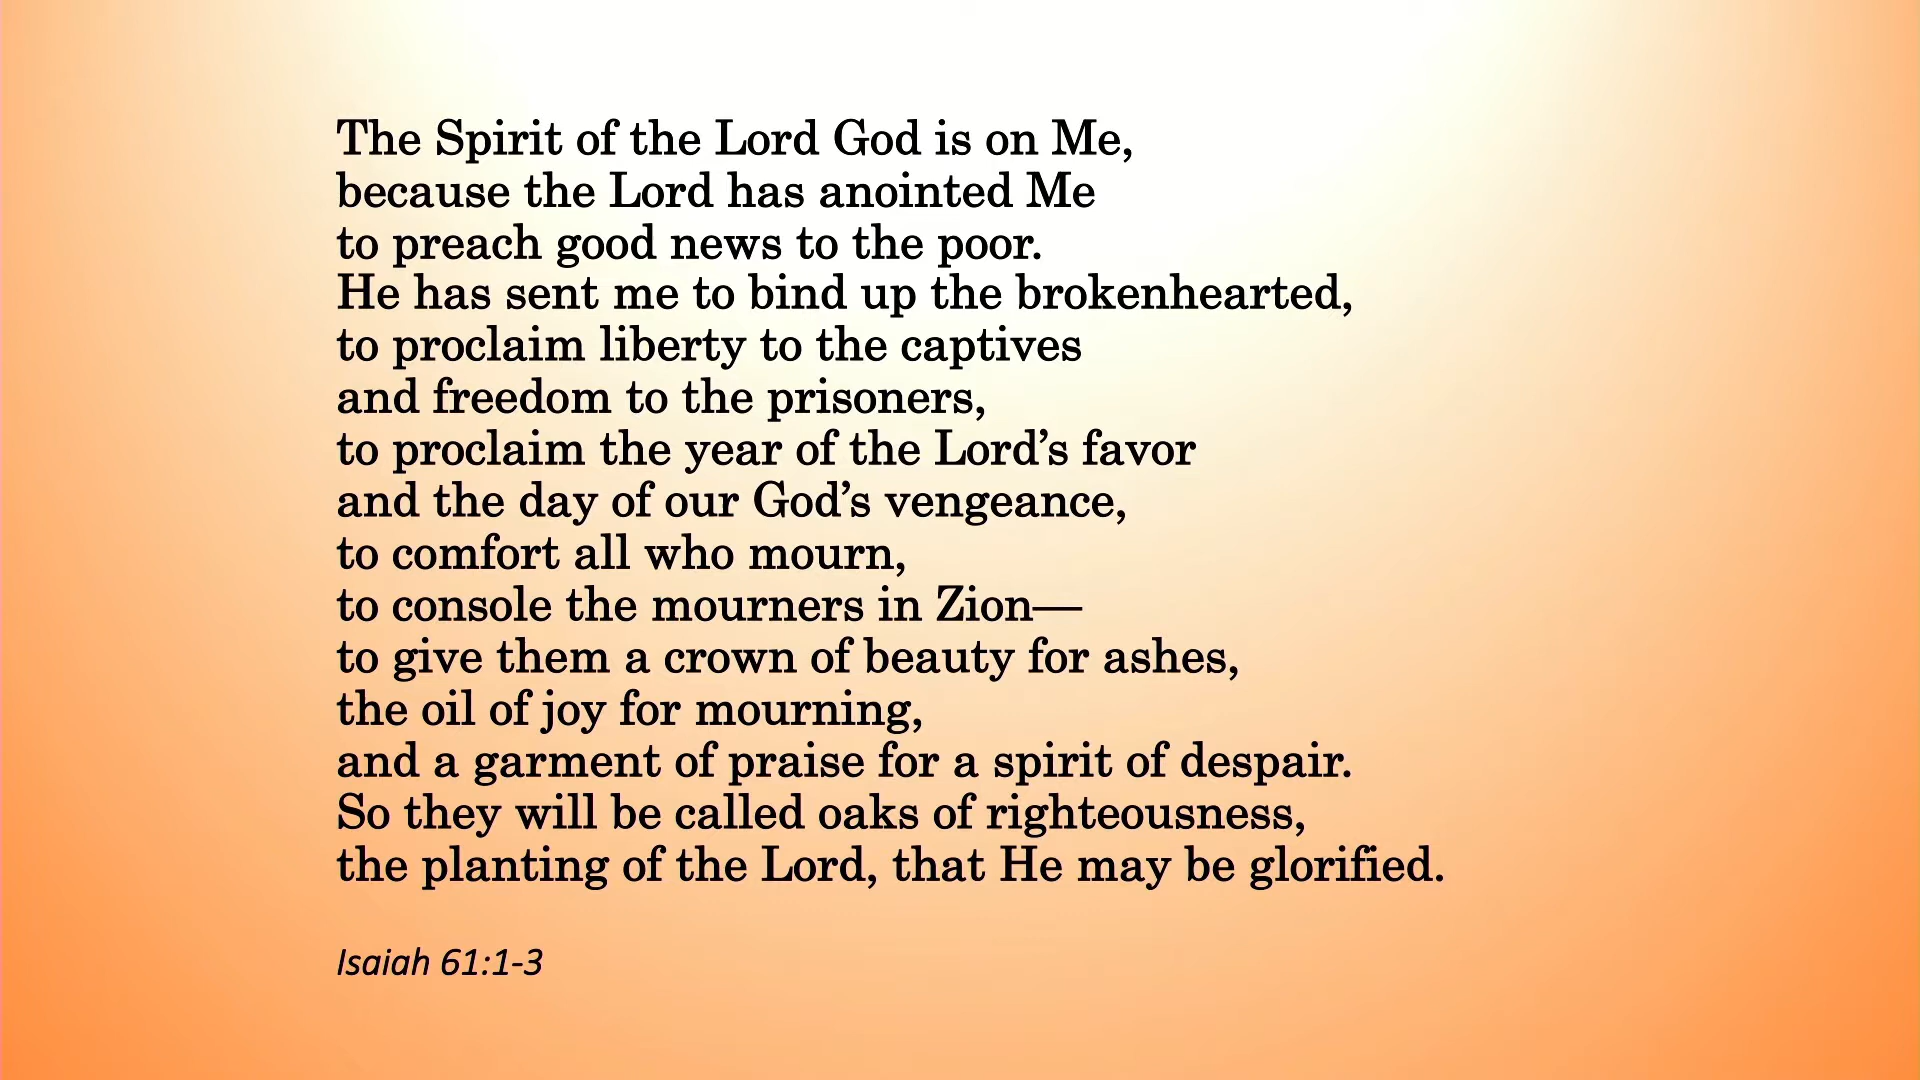 The Spirit of the Lord God is on Me,
because the Lord has anointed Me
to preach good news to the poor.
He has sent me to bind up the brokenhearted,
to proclaim liberty to the captives
and freedom to the prisoners,
to proclaim the year of the Lord’s favor
and the day of our God’s vengeance,
to comfort all who mourn,
to console the mourners in Zion—
to give them a crown of beauty for ashes,
the oil of joy for mourning,
and a garment of praise for a spirit of despair.
So they will be called oaks of righteousness,
the planting of the Lord, that He may be glorified.
Isaiah 61:1-3